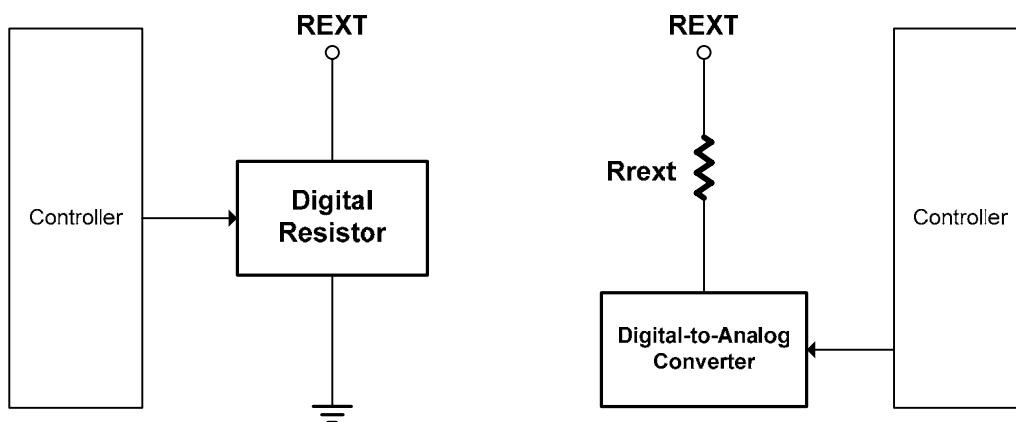 REXT
Controller
Digital
Resistor
REXT
Rrext
Digital-to-Analog
Converter
Controller